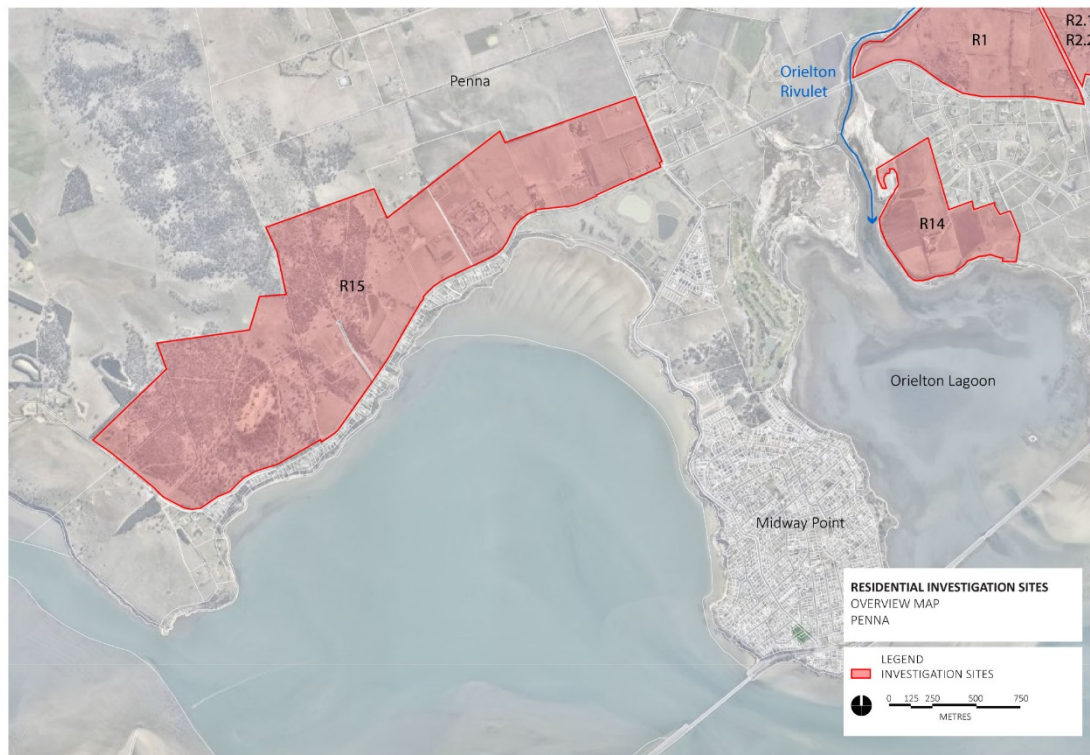 R1
R2.1
R2.2
Penna
Orielton
Rivulet
R14
R15
Orielton Lagoon
Midway Point
RESIDENTIAL INVESTIGATION SITES
OVERVIEW MAP
PENNA
LEGEND
INVESTIGATION SITES
0 125 250 500 750
METRES